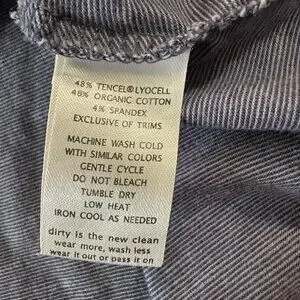 48% TENCEL®LYOCELL
48% ORGANIC COTTON
4% SPANDEX
EXCLUSIVE OF TRIMS
MACHINE WASH COLD
WITH SIMILAR COLORS
GENTLE CYCLE
DO NOT BLEACH
TUMBLE DRY
LOW HEAT
IRON COOL AS NEEDED
dirty is the new clean
wear more, wash less
wear it out or pass it on